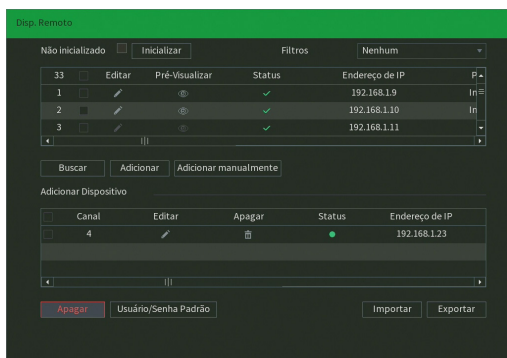 Disp. Remoto
Não inicializado Inicializar Filtros Nenhum
33 Editar Pré-Visualizar Status Endereço de IP P
1 192.168.1.9 In
2 192.168.1.10 In
3 192.168.1.11
Buscar Adicionar Adicionar manualmente
Adicionar Dispositivo
Canal Editar Apagar Status Endereço de IP
4 192.168.1.23
Apagar Usuário/Senha Padrão Importar Exportar